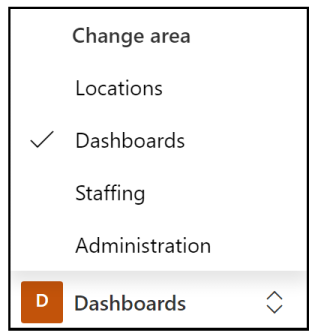 Change area
Locations
Dashboards
Staffing
Administration
D Dashboards